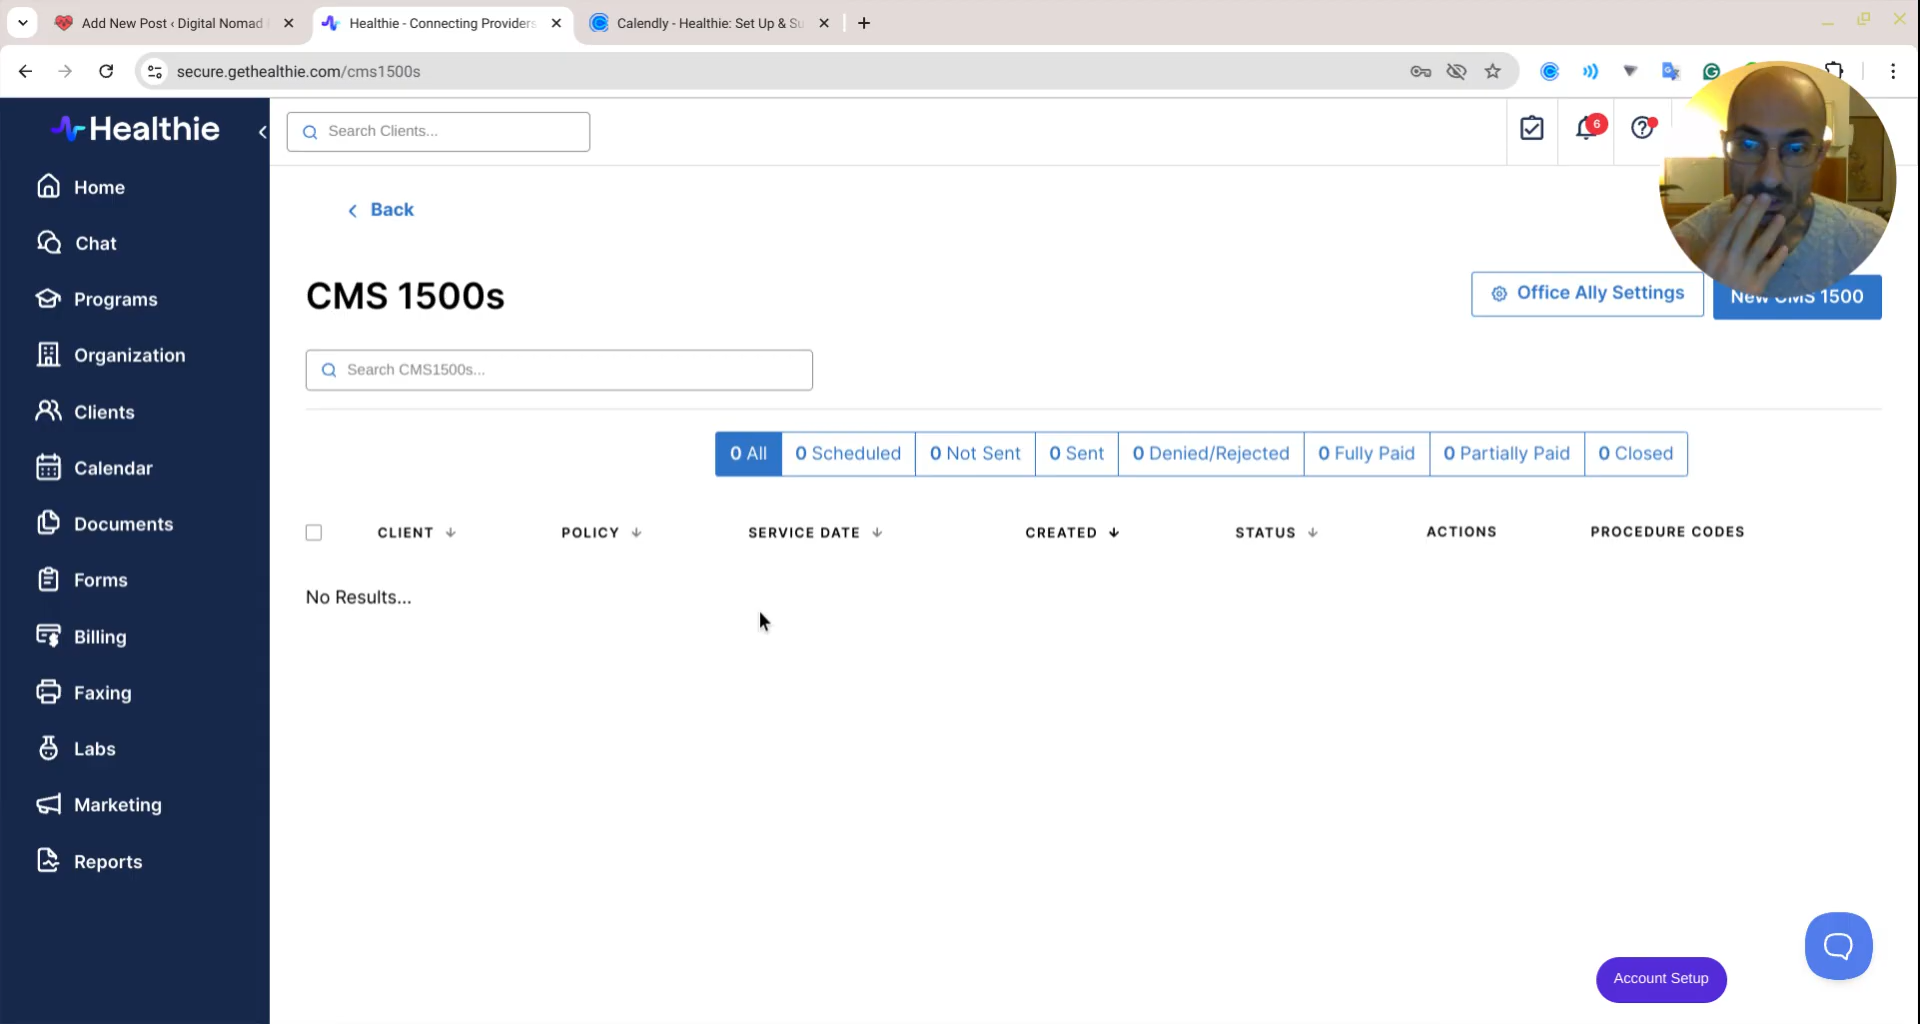 Add New Post ‹ Digital Nomad
Healthie - Connecting Providers
Calendly - Healthie: Set Up & Su
secure.gethealthie.com/cms1500s
Healthie
Search Clients...
6
Home
Chat
Programs
Organization
Clients
Calendar
Documents
Forms
Billing
Faxing
Labs
Marketing
Reports
Back
CMS 1500s
Office Ally Settings
New CMS 1500
Search CMS1500s...
0 All
0 Scheduled
0 Not Sent
0 Sent
0 Denied/Rejected
0 Fully Paid
0 Partially Paid
0 Closed
CLIENT
POLICY
SERVICE DATE
CREATED
STATUS
ACTIONS
PROCEDURE CODES
No Results...
Account Setup